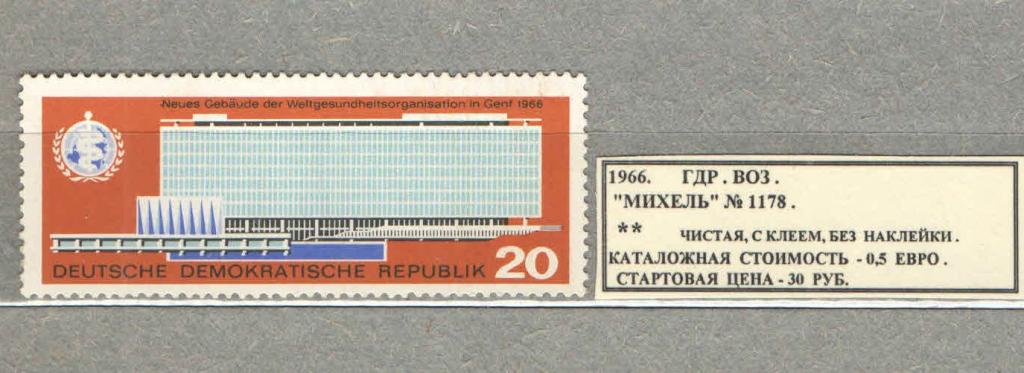 Neues Gebäude der Weltgesundheitsorganisation in Genf 1966
DEUTSCHE DEMOKRATISCHE REPUBLIK 20
1966. ГДР. ВОЗ.
"МИХЕЛЬ" № 1178.
** ЧИСТАЯ, С КЛЕЕМ, БЕЗ НАКЛЕЙКИ.
КАТАЛОЖНАЯ СТОИМОСТЬ - 0,5 ЕВРО.
СТАРТОВАЯ ЦЕНА - 30 РУБ.